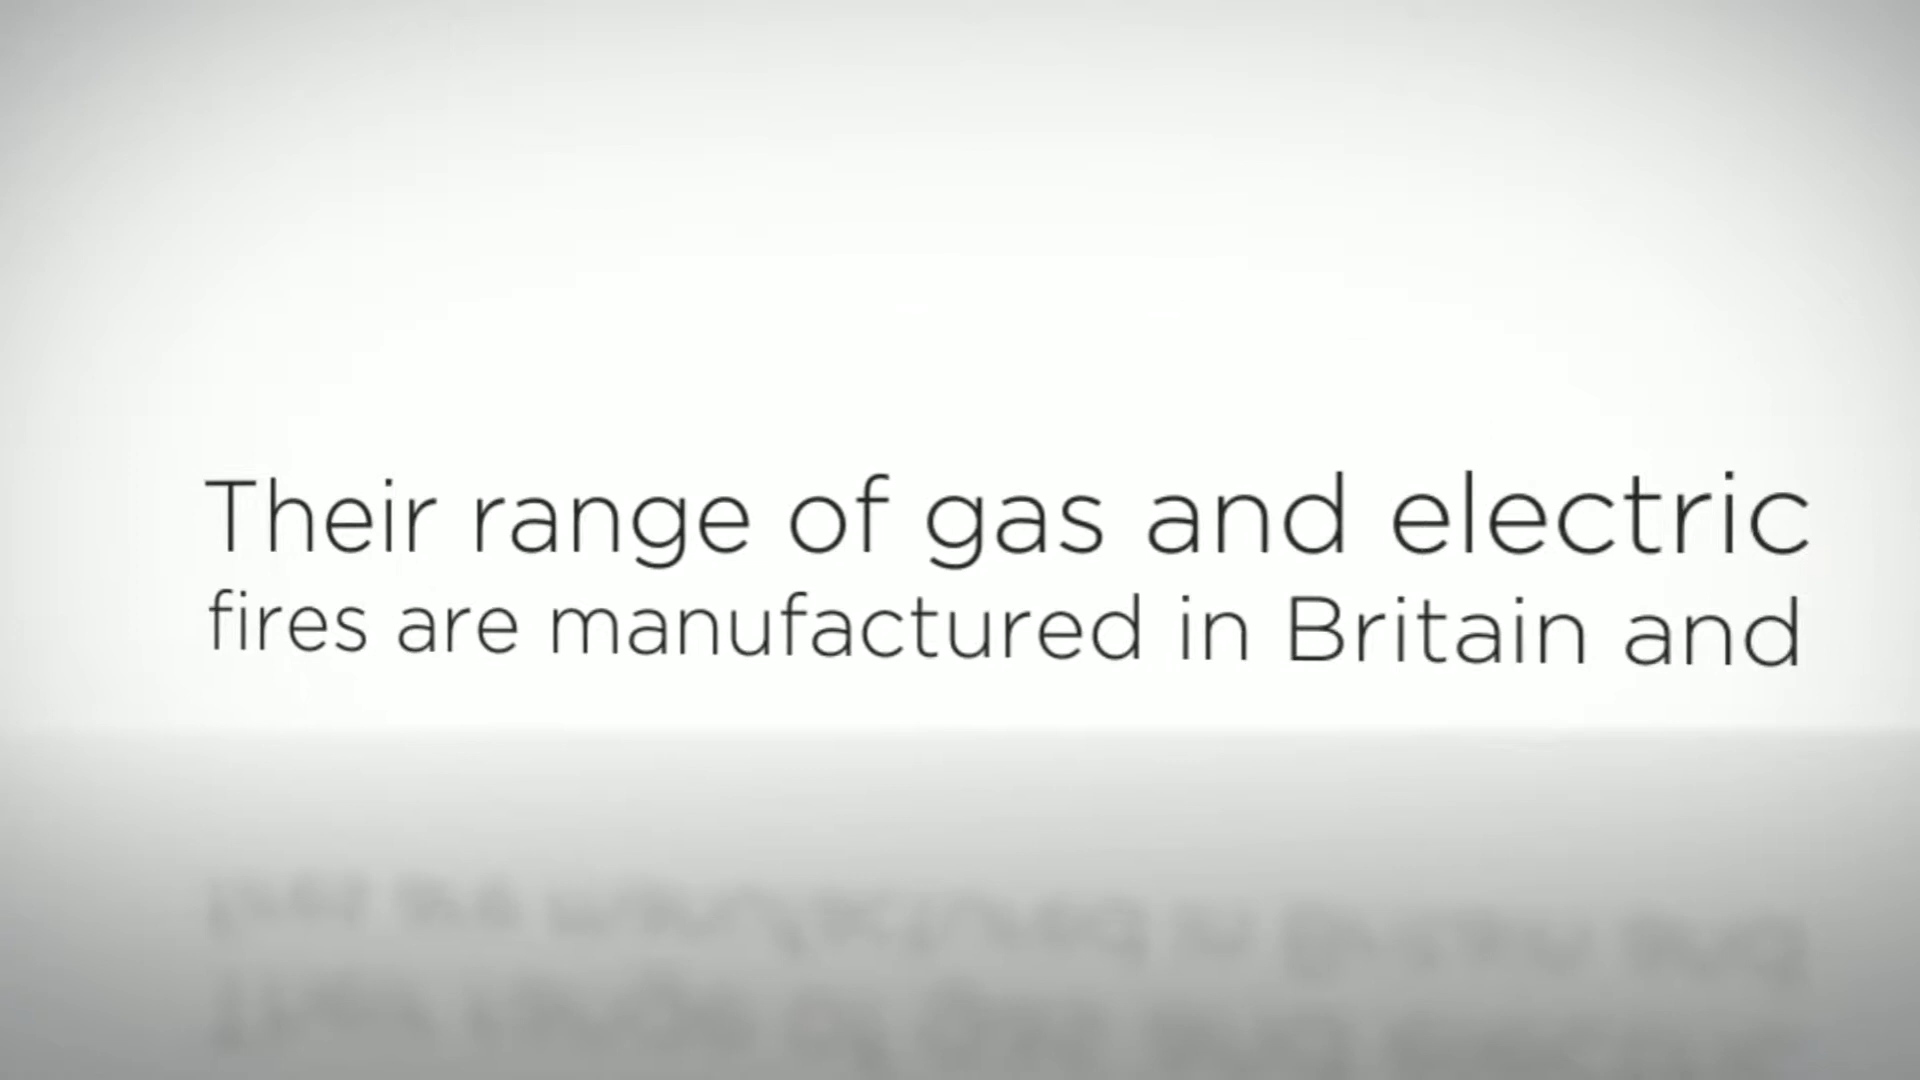 Their range of gas and electric
fires are manufactured in Britain and